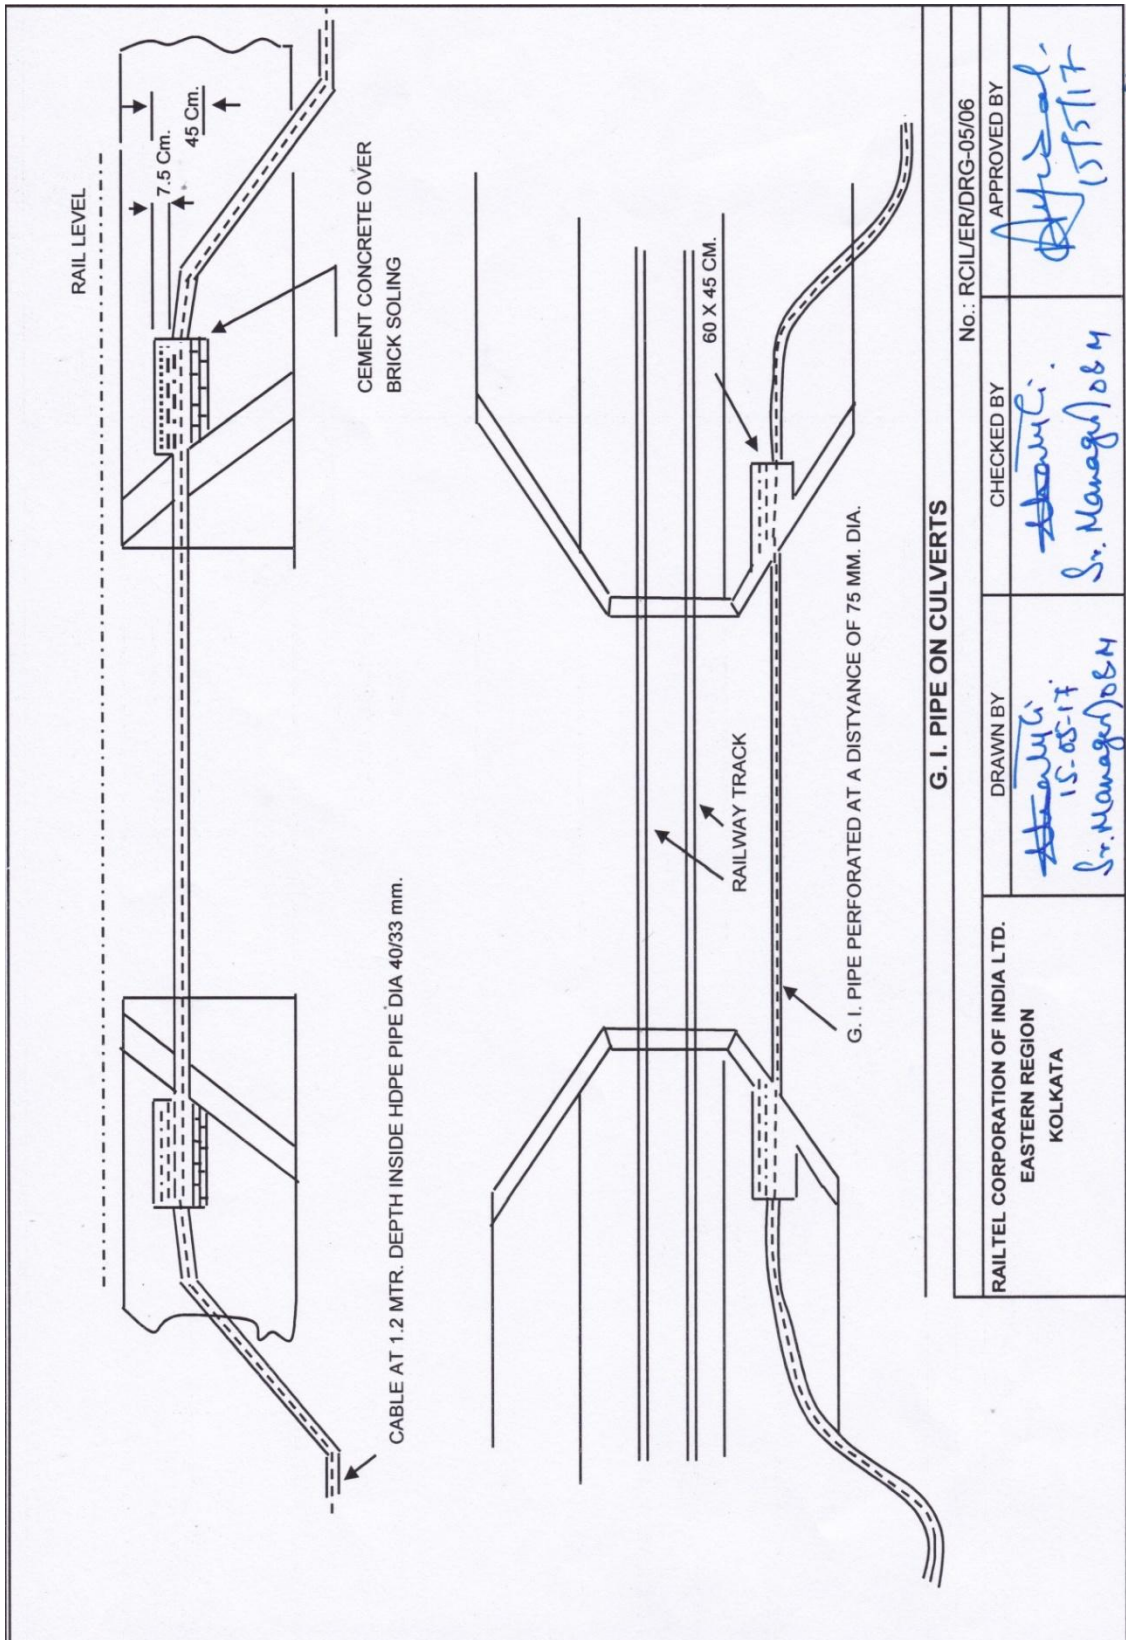 RAIL LEVEL
7.5 Cm.
45 Cm.
CEMENT CONCRETE OVER
BRICK SOLING
CABLE AT 1.2 MTR. DEPTH INSIDE HDPE PIPE DIA 40/33 mm.
60 X 45 CM.
RAILWAY TRACK
G. I. PIPE PERFORATED AT A DISTYANCE OF 75 MM. DIA.
G. I. PIPE ON CULVERTS
No.: RCIL/ER/DRG-05/06
RAILTEL CORPORATION OF INDIA LTD.
EASTERN REGION
KOLKATA
DRAWN BY
15-05-17
Sr. Manager/O&M
CHECKED BY
Sr. Manager/O&M
APPROVED BY
15/5/17